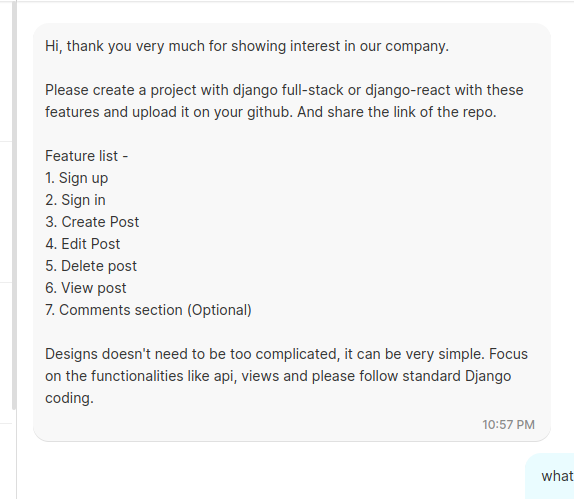 Hi, thank you very much for showing interest in our company.
Please create a project with django full-stack or django-react with these
features and upload it on your github. And share the link of the repo.
Feature list -
1. Sign up
2. Sign in
3. Create Post
4. Edit Post
5. Delete post
6. View post
7. Comments section (Optional)
Designs doesn't need to be too complicated, it can be very simple. Focus
on the functionalities like api, views and please follow standard Django
coding.
10:57 PM
what